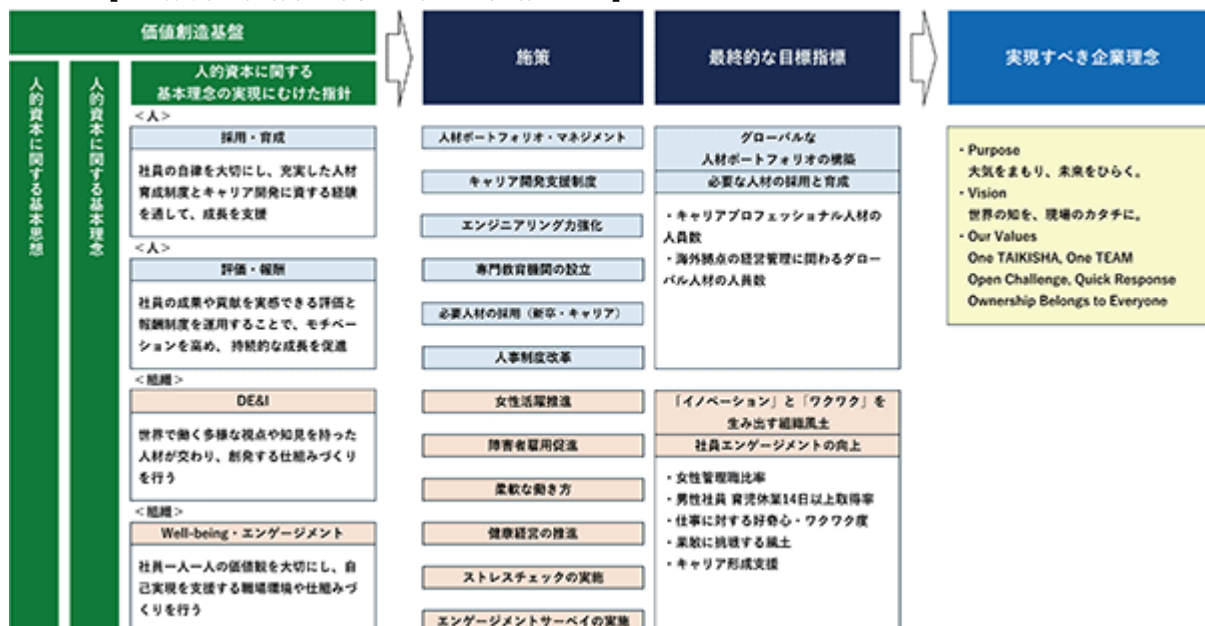 価値創造基盤
人的資本に関する基本思想
人的資本に関する基本理念
人的資本に関する
基本理念の実現にむけた指針
<人>
採用・育成
社員の自律を大切にし、充実した人材
育成制度とキャリア開発に資する経験
を通して、成長を支援
<人>
評価・報酬
社員の成果や貢献を実感できる評価と
報酬制度を運用することで、モチベー
ションを高め、持続的な成長を促進
<組織>
DE&I
世界で働く多様な視点や知見を持った
人材が交わり、創発する仕組みづくり
を行う
<組織>
Well-being・エンゲージメント
社員一人一人の価値観を大切にし、自
己実現を支援する職場環境や仕組みづ
くりを行う
施策
人材ポートフォリオ・マネジメント
キャリア開発支援制度
エンジニアリング力強化
専門教育機関の設立
必要人材の採用（新卒・キャリア）
人事制度改革
女性活躍推進
障害者雇用促進
柔軟な働き方
健康経営の推進
ストレスチェックの実施
エンゲージメントサーベイの実施
最終的な目標指標
グローバルな
人材ポートフォリオの構築
必要な人材の採用と育成
・キャリアプロフェッショナル人材の
人員数
・海外拠点の経営管理に関わるグロー
バル人材の人員数
「イノベーション」と「ワクワク」を
生み出す組織風土
社員エンゲージメントの向上
・女性管理職比率
・男性社員 育児休業14日以上取得率
・仕事に対する好奇心・ワクワク度
・果敢に挑戦する風土
・キャリア形成支援
実現すべき企業理念
・Purpose
大気をまもり、未来をひらく。
・Vision
世界の知を、現場のカタチに。
・Our Values
One TAIKISHA, One TEAM
Open Challenge, Quick Response
Ownership Belongs to Everyone